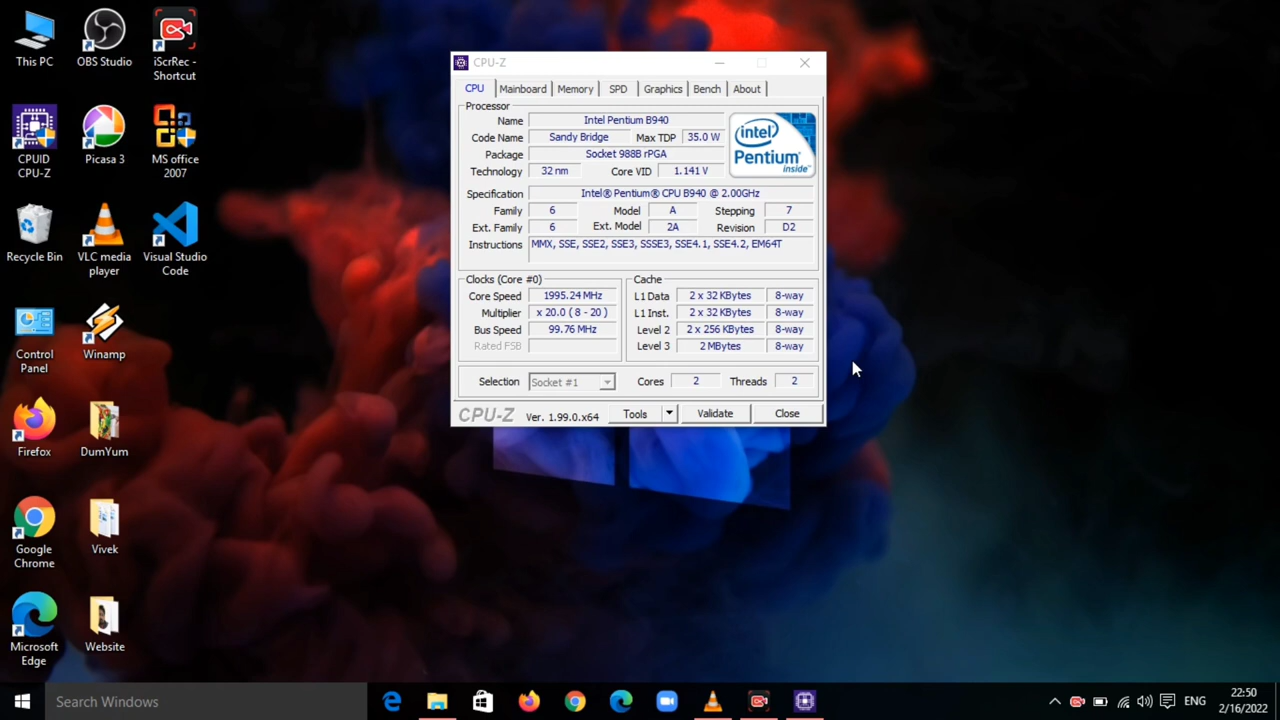 This PC
OBS Studio
iScrRec -
Shortcut
CPUID
CPU-Z
Picasa 3
MS office
2007
Recycle Bin
VLC media
player
Visual Studio
Code
Control
Panel
Winamp
Firefox
DumYum
Google
Chrome
Vivek
Microsoft
Edge
Website
CPU-Z
CPU Mainboard Memory SPD Graphics Bench About
Processor
Name Intel Pentium B940
Code Name Sandy Bridge Max TDP 35.0 W
Package Socket 988B rPGA
Technology 32 nm Core VID 1.141 V
intel
Pentium®
inside™
Specification Intel® Pentium® CPU B940 @ 2.00GHz
Family 6 Model A Stepping 7
Ext. Family 6 Ext. Model 2A Revision D2
Instructions MMX, SSE, SSE2, SSE3, SSSE3, SSE4.1, SSE4.2, EM64T
Clocks (Core #0)
Core Speed 1995.24 MHz
Multiplier x 20.0 ( 8 - 20 )
Bus Speed 99.76 MHz
Rated FSB
Cache
L1 Data 2 x 32 KBytes 8-way
L1 Inst. 2 x 32 KBytes 8-way
Level 2 2 x 256 KBytes 8-way
Level 3 2 MBytes 8-way
Selection Socket #1 Cores 2 Threads 2
CPU-Z Ver. 1.99.0.x64 Tools Validate Close
Search Windows
ENG
22:50
2/16/2022